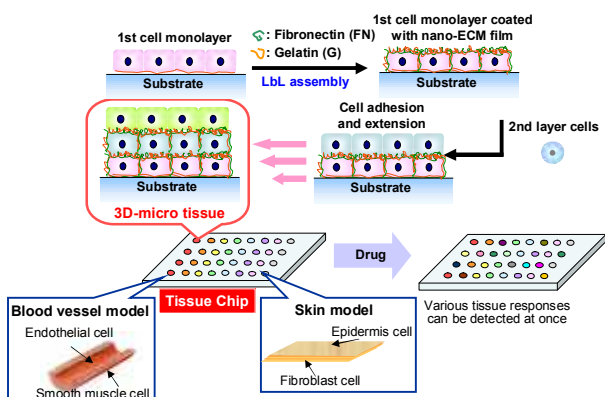 1st cell monolayer
: Fibronectin (FN)
: Gelatin (G)
LbL assembly
1st cell monolayer coated
with nano-ECM film
Substrate
Substrate
Cell adhesion
and extension
2nd layer cells
Substrate
Substrate
3D-micro tissue
Drug
Tissue Chip
Various tissue responses
can be detected at once
Blood vessel model
Endothelial cell
Smooth muscle cell
Skin model
Epidermis cell
Fibroblast cell